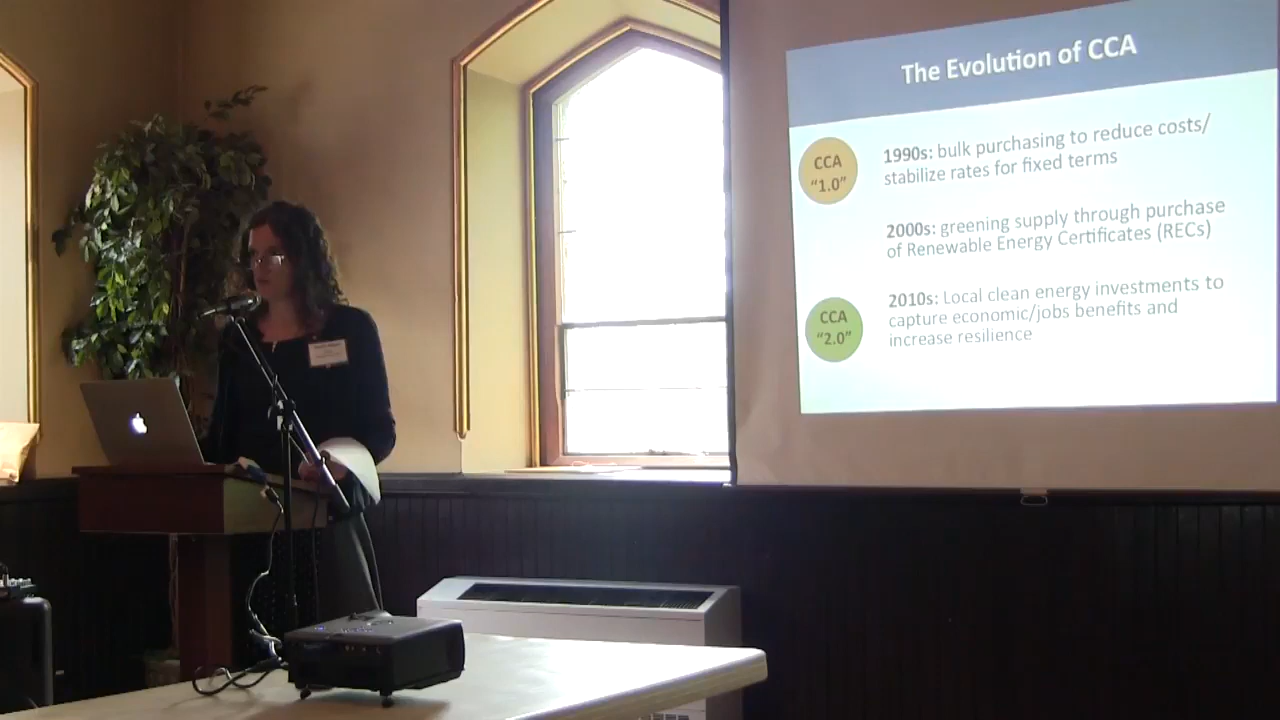 The Evolution of CCA
CCA
"1.0"
1990s: bulk purchasing to reduce costs/
stabilize rates for fixed terms
2000s: greening supply through purchase
of Renewable Energy Certificates (RECs)
CCA
"2.0"
2010s: Local clean energy investments to
capture economic/jobs benefits and
increase resilience